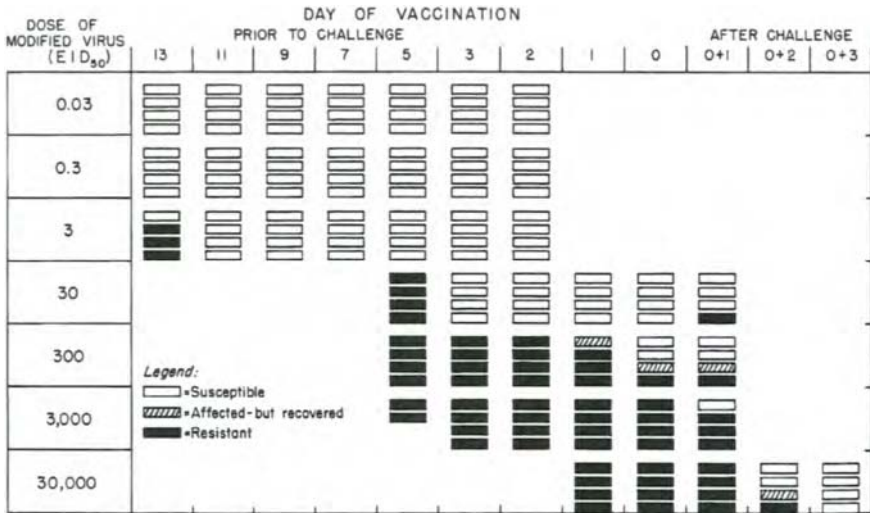 DAY OF VACCINATION
DOSE OF
MODIFIED VIRUS
(EID50)
PRIOR TO CHALLENGE
AFTER CHALLENGE
13 11 9 7 5 3 2 1 0 0+1 0+2 0+3
0.03
0.3
3
30
300
3,000
30,000
Legend:
=Susceptible
=Affected-but recovered
=Resistant